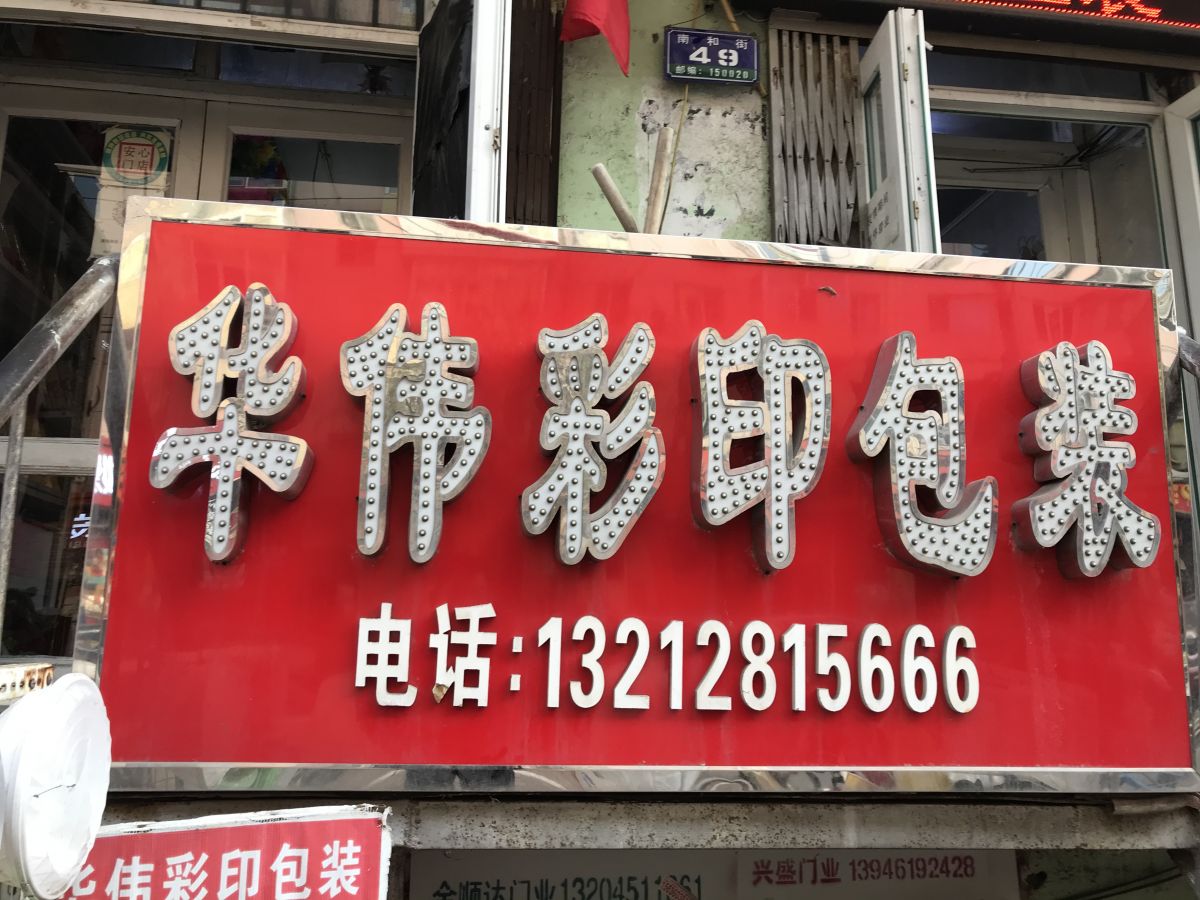 南和街
49
邮编：150020
安心
门店
华伟彩印包装
电话:13212815666
华伟彩印包装
兴盛门业 13946192428